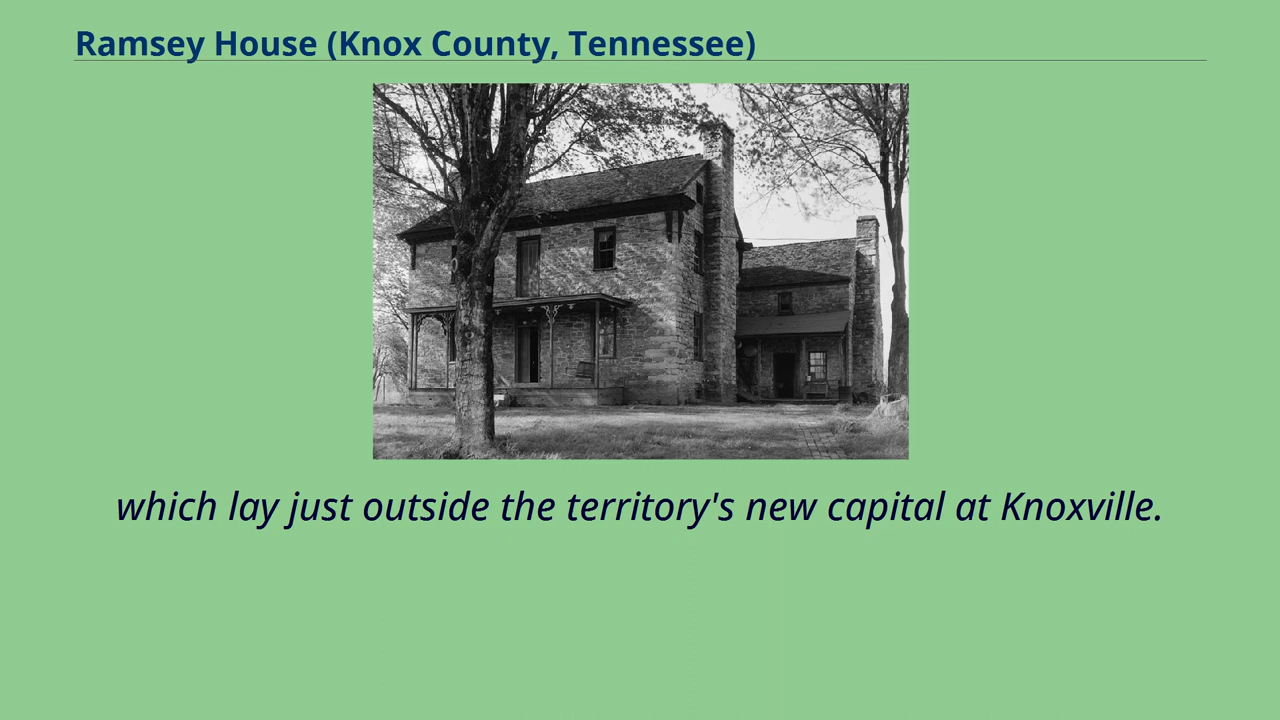 Ramsey House (Knox County, Tennessee)
which lay just outside the territory's new capital at Knoxville.